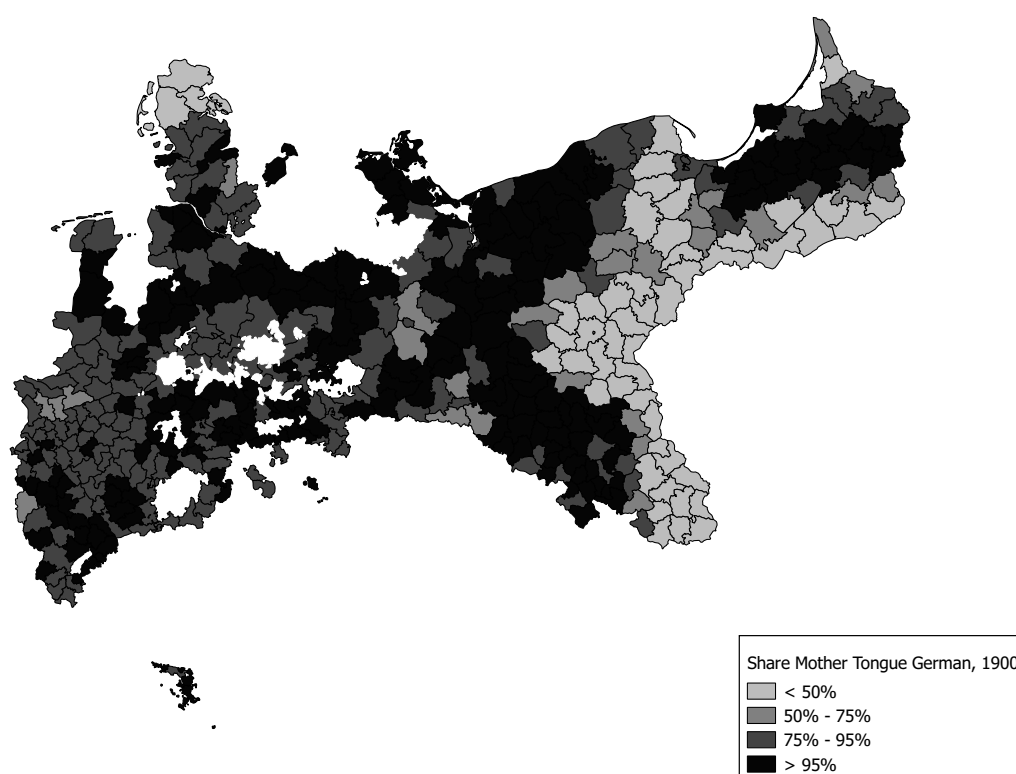 Share Mother Tongue German, 1900
< 50%
50% - 75%
75% - 95%
> 95%